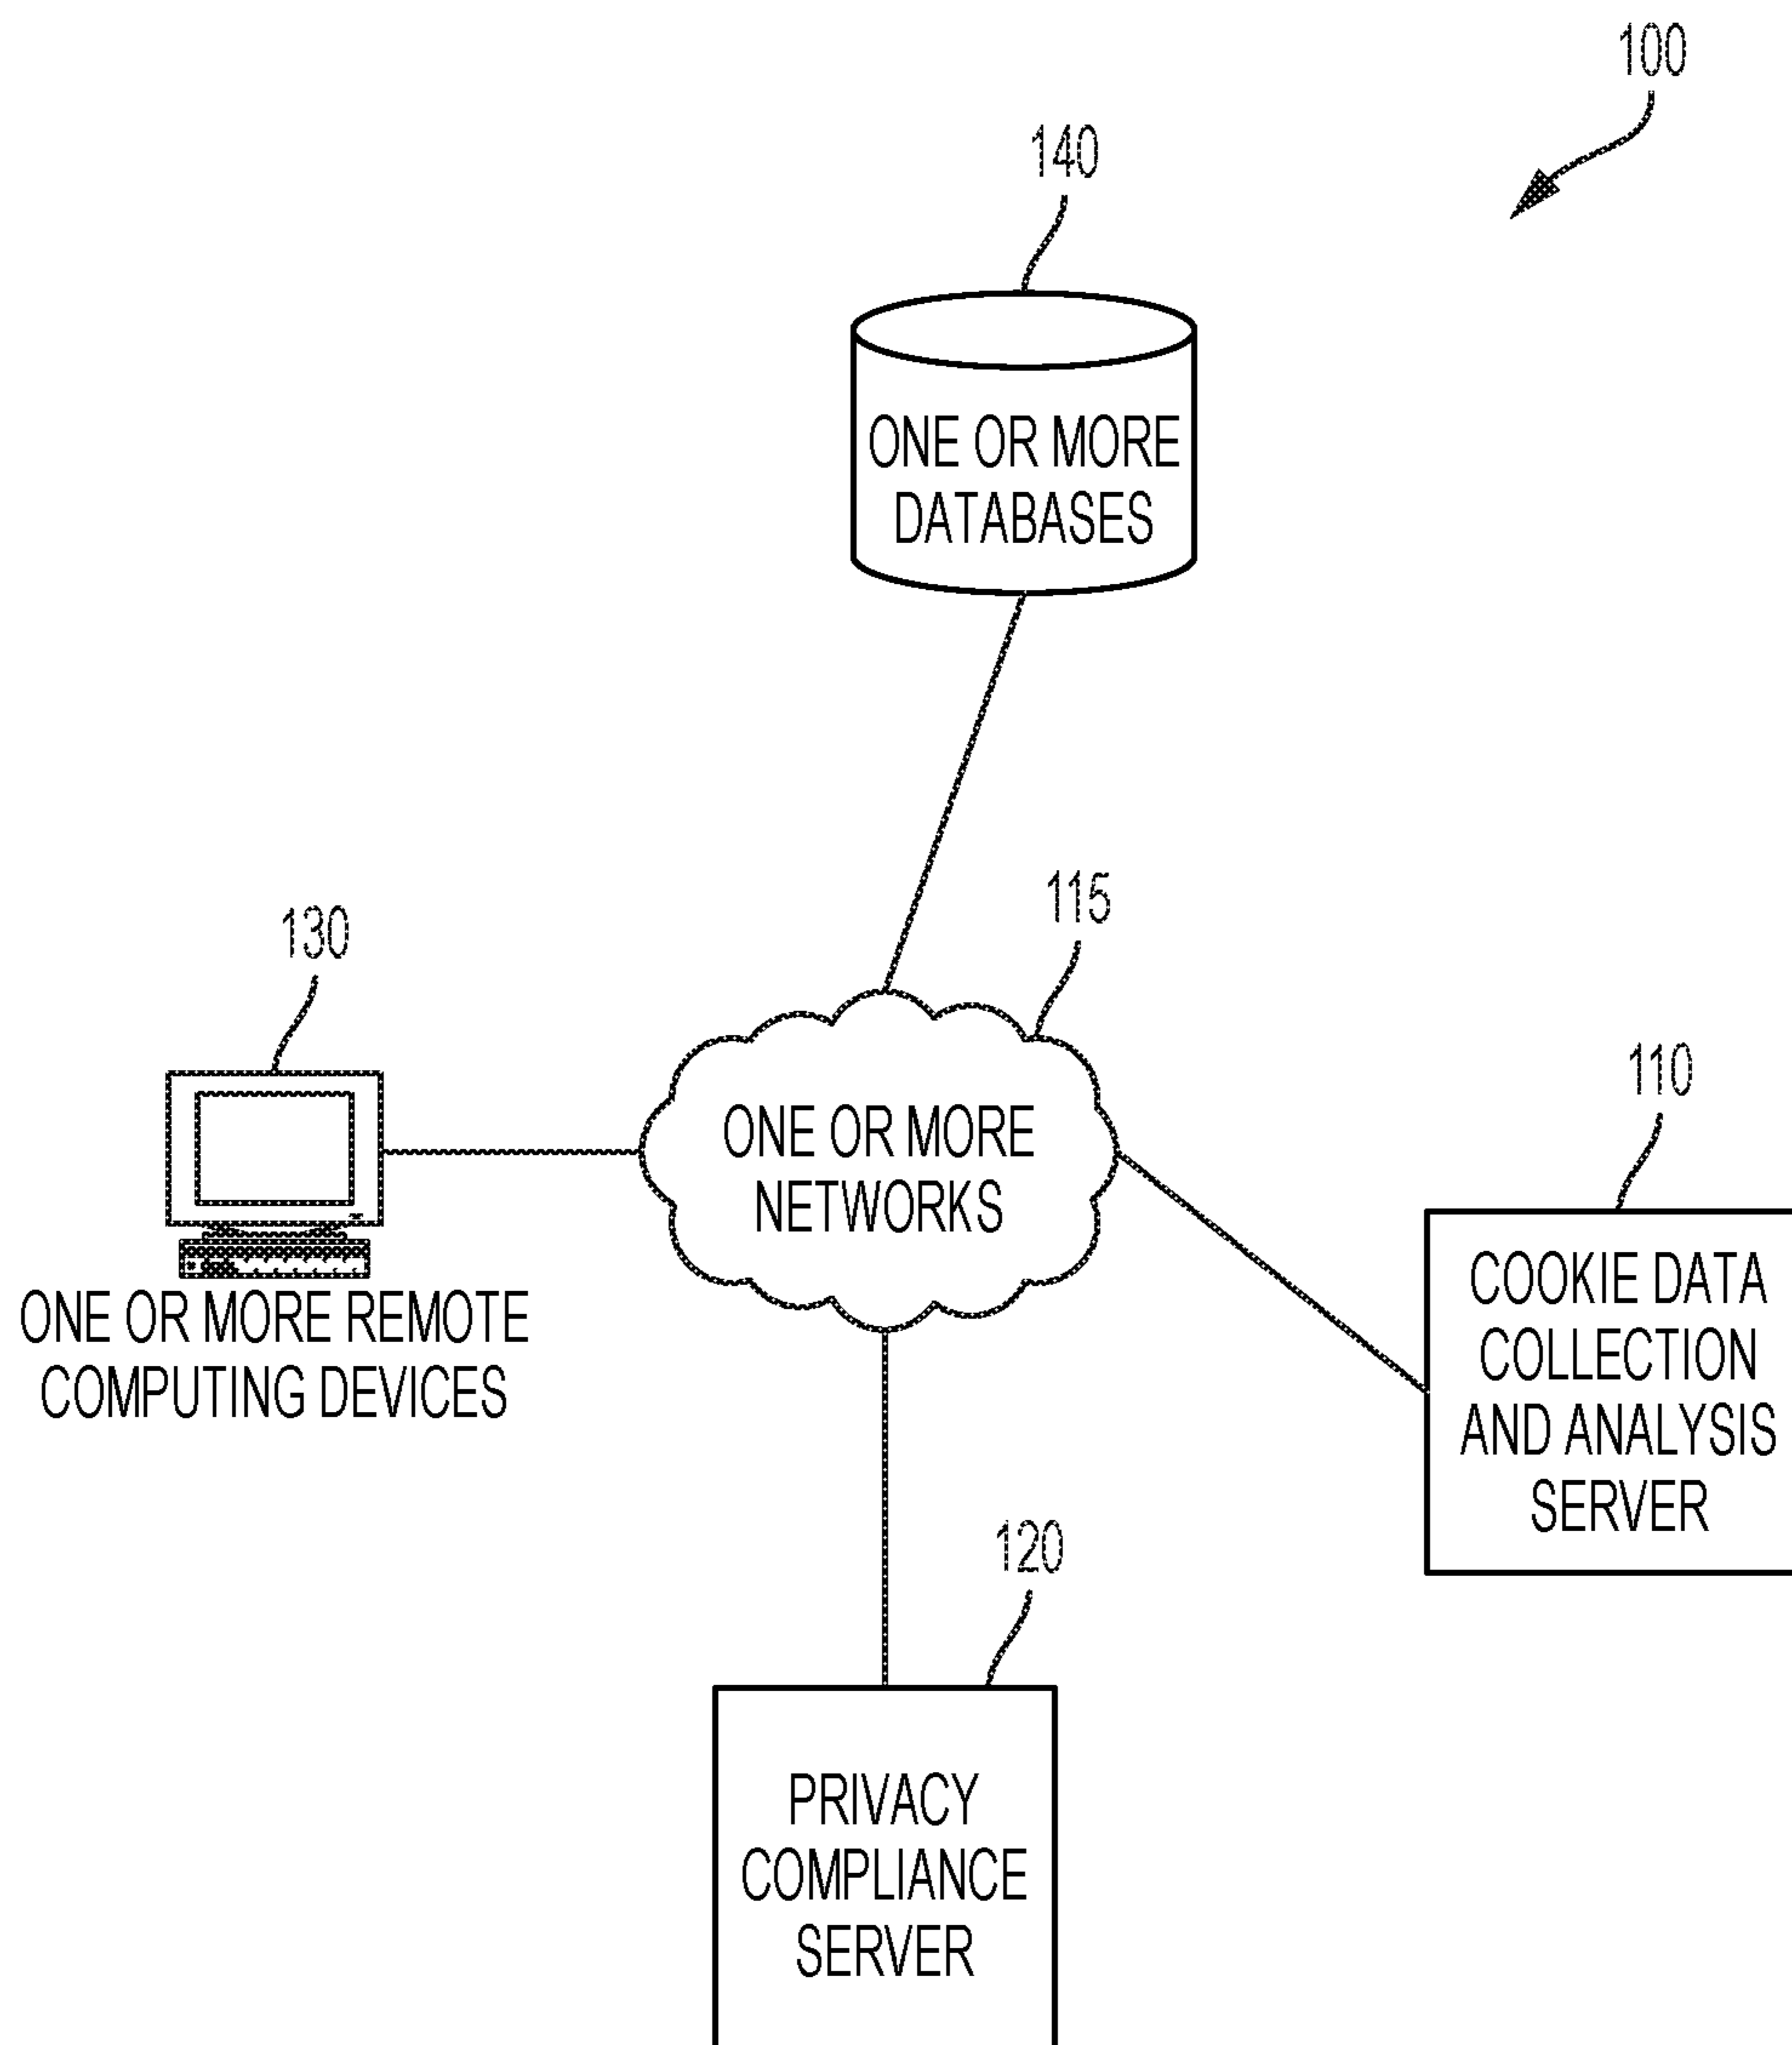 100
140
ONE OR MORE
DATABASES
115
130
ONE OR MORE
NETWORKS
110
ONE OR MORE REMOTE
COMPUTING DEVICES
COOKIE DATA
COLLECTION
AND ANALYSIS
SERVER
120
PRIVACY
COMPLIANCE
SERVER